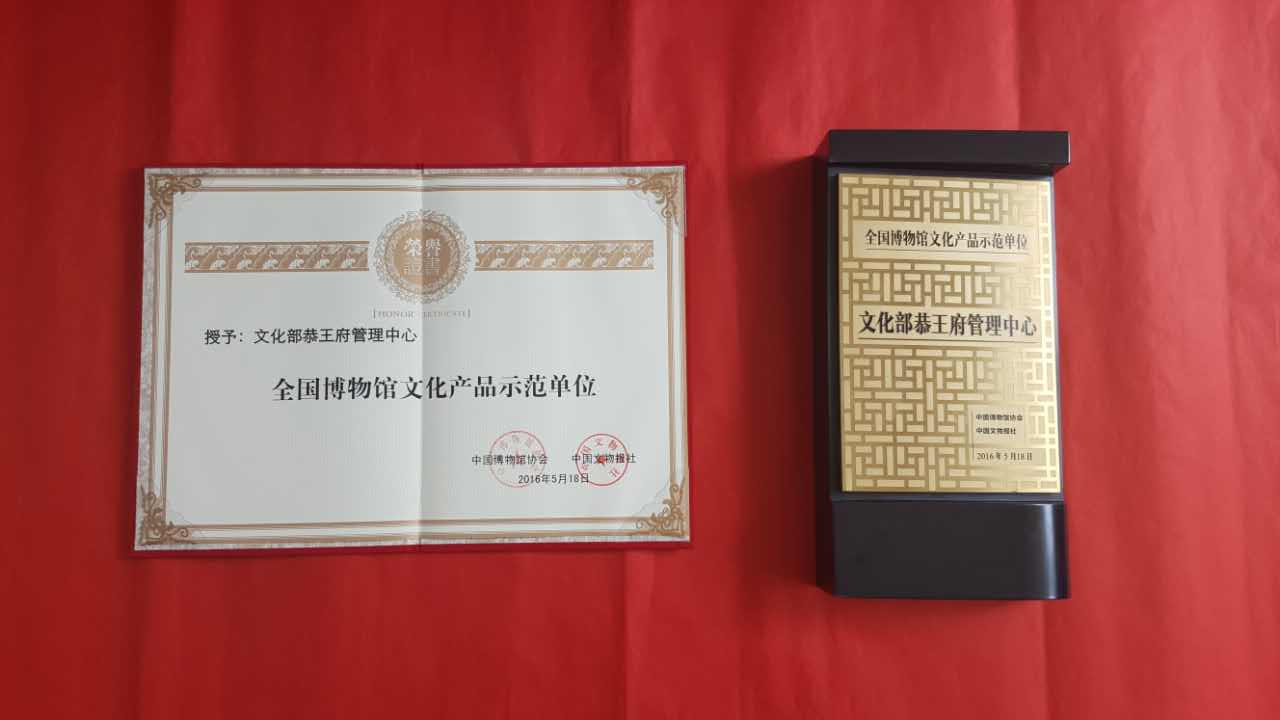 榮譽
證書
[HONOR CERTIFICATE]
授予：文化部恭王府管理中心
全国博物馆文化产品示范单位
中国博物馆协会 中国文物报社
2016年5月18日
全国博物馆文化产品示范单位
文化部恭王府管理中心
中国博物馆协会
中国文物报社
2016年5月18日